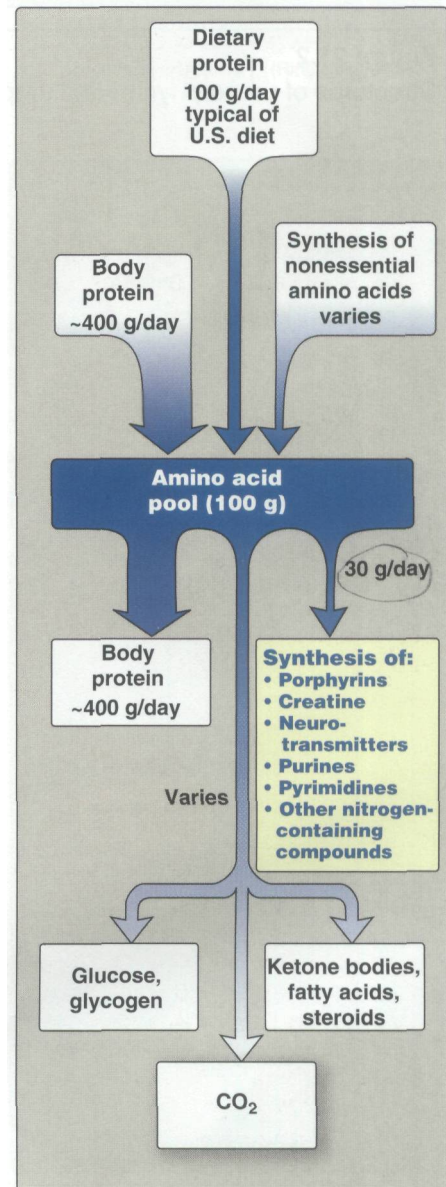 Dietary
protein
100 g/day
typical of
U.S. diet
Synthesis of
nonessential
amino acids
varies
Body
protein
~400 g/day
Amino acid
pool (100 g)
30 g/day
Body
protein
~400 g/day
Synthesis of:
• Porphyrins
• Creatine
• Neuro-
transmitters
• Purines
• Pyrimidines
• Other nitrogen-
containing
compounds
Varies
Glucose,
glycogen
Ketone bodies,
fatty acids,
steroids
CO₂